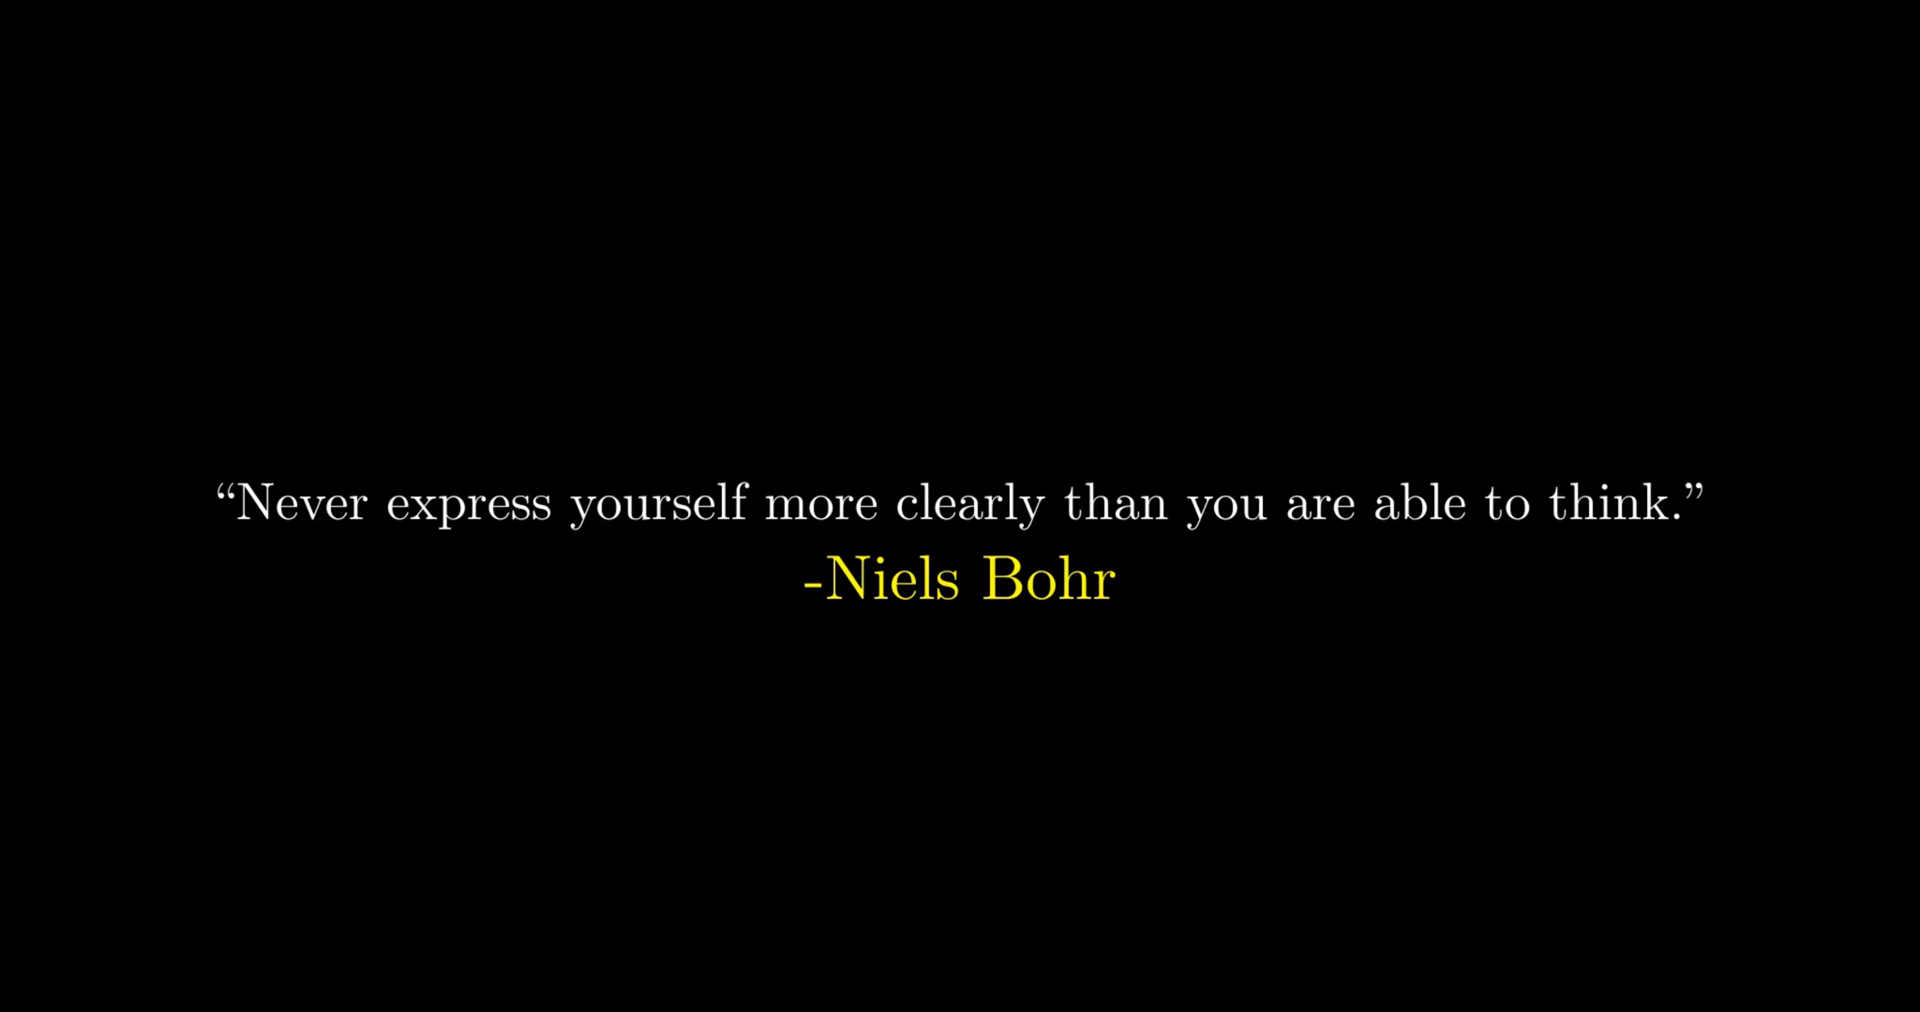 “Never express yourself more clearly than you are able to think.”
-Niels Bohr